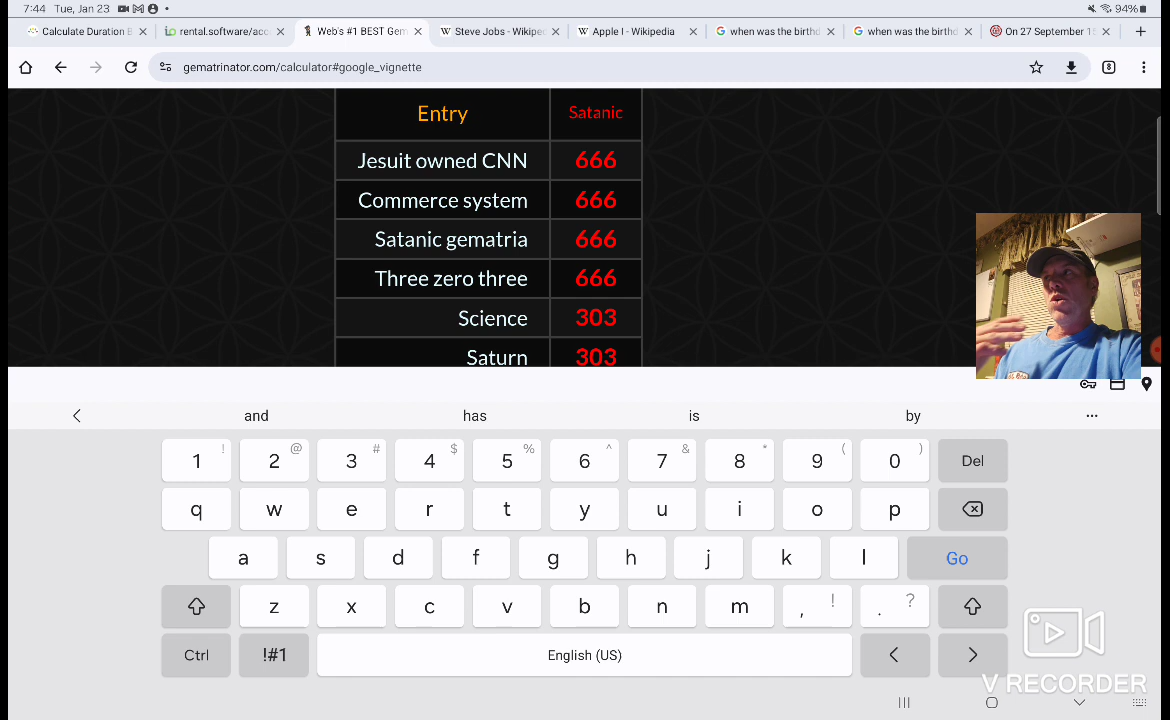 7:44 Tue, Jan 23 94%
Calculate Duration B
rental.software/acc
Web's #1 BEST Gem
Steve Jobs - Wikipe
Apple I - Wikipedia
when was the birthd
when was the birthd
On 27 September 15
gematrinator.com/calculator#google_vignette
Entry Satanic
Jesuit owned CNN 666
Commerce system 666
Satanic gematria 666
Three zero three 666
Science 303
Saturn 303
and has is by ...
! @ # $ % ^ & * ( )
1 2 3 4 5 6 7 8 9 0 Del
q w e r t y u i o p
a s d f g h j k l Go
! ?
z x c v b n m , .
Ctrl !#1 English (US) < >
V RECORDER